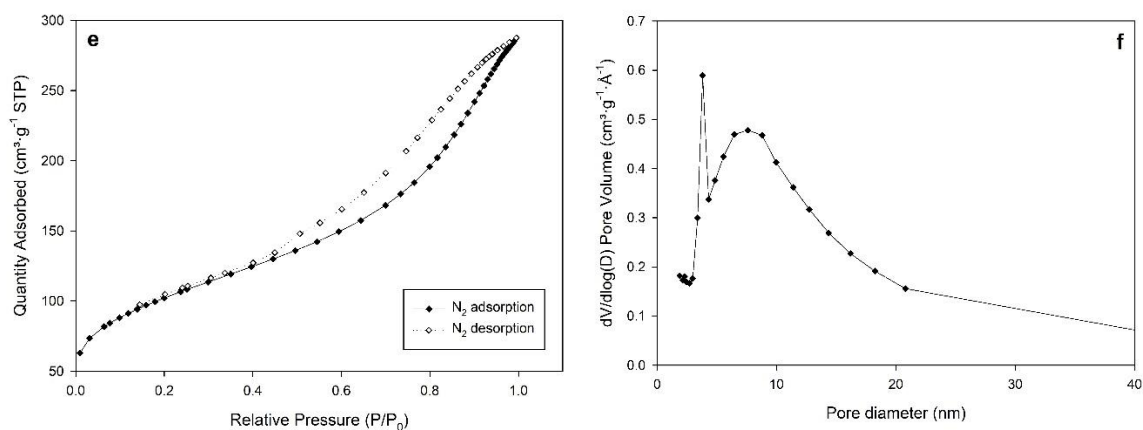 e
Quantity Adsorbed (cm³·g⁻¹ STP)
300
250
200
150
100
50
0.0 0.2 0.4 0.6 0.8 1.0
Relative Pressure (P/P₀)
N₂ adsorption
N₂ desorption
f
dV/dlog(D) Pore Volume (cm³·g⁻¹·Å⁻¹)
0.7
0.6
0.5
0.4
0.3
0.2
0.1
0.0
0 10 20 30 40
Pore diameter (nm)